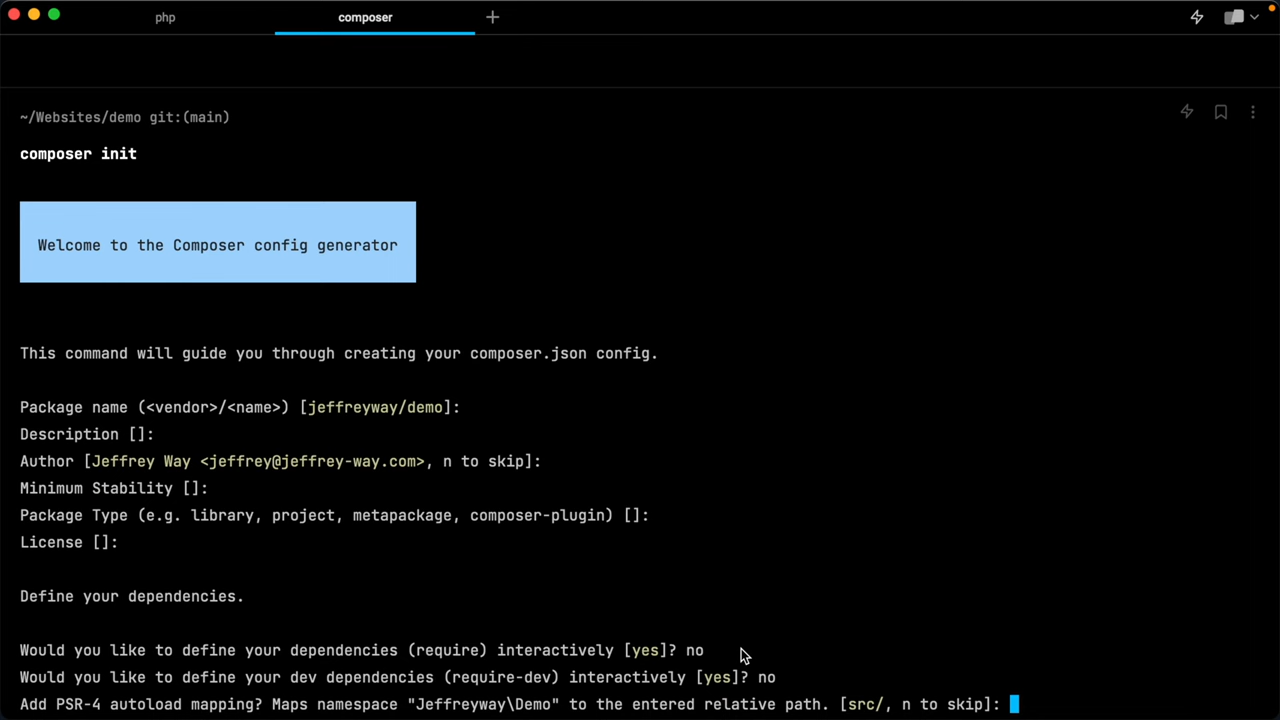 php
composer
~/Websites/demo git:(main)
composer init
Welcome to the Composer config generator
This command will guide you through creating your composer.json config.
Package name (<vendor>/<name>) [jeffreyway/demo]:
Description []:
Author [Jeffrey Way <jeffrey@jeffrey-way.com>, n to skip]:
Minimum Stability []:
Package Type (e.g. library, project, metapackage, composer-plugin) []:
License []:
Define your dependencies.
Would you like to define your dependencies (require) interactively [yes]? no
Would you like to define your dev dependencies (require-dev) interactively [yes]? no
Add PSR-4 autoload mapping? Maps namespace "Jeffreyway\Demo" to the entered relative path. [src/, n to skip]: